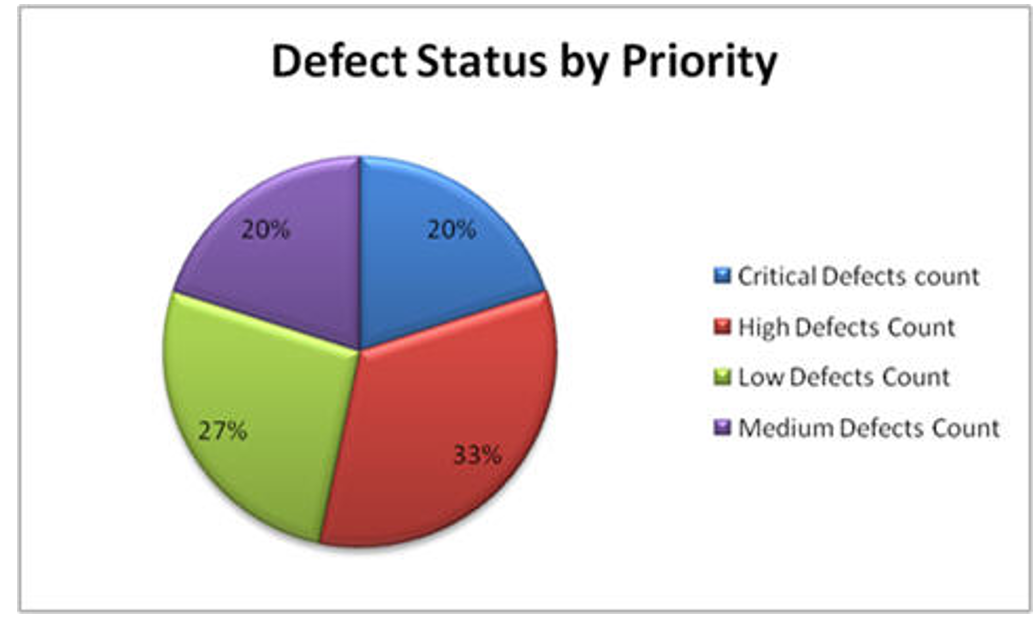 Defect Status by Priority
20%
20%
27%
33%
Critical Defects count
High Defects Count
Low Defects Count
Medium Defects Count